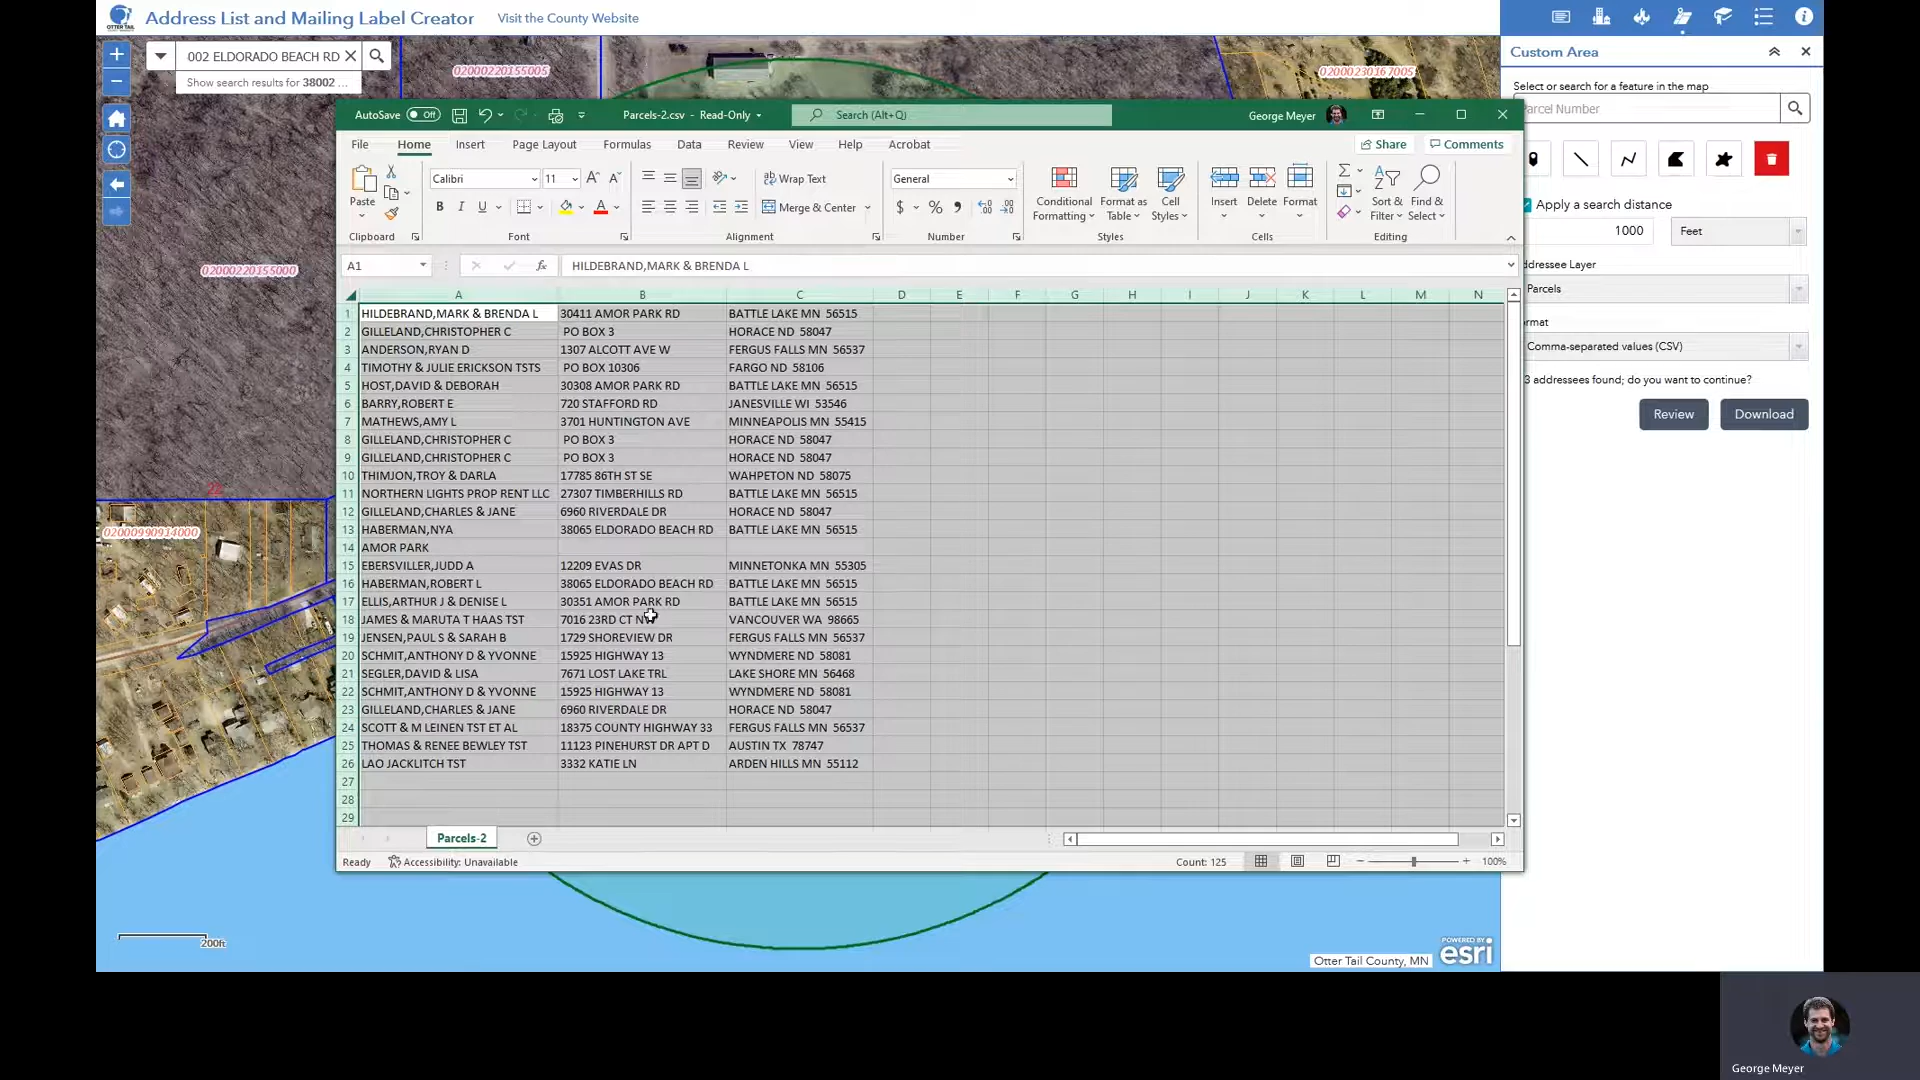 OTTER TAIL
Address List and Mailing Label Creator
Visit the County Website
002 ELDORADO BEACH RD
Show search results for 38002 ...
02000220155005
02000230167005
02000220155000
02000990914000
AutoSave Off
Parcels-2.csv - Read-Only
Search (Alt+Q)
George Meyer
File Home Insert Page Layout Formulas Data Review View Help Acrobat
Share Comments
Paste
Clipboard
Calibri 11
B I U
Font
Wrap Text
Merge & Center
Alignment
General
$ % 9
Number
Conditional Formatting
Format as Table
Cell Styles
Styles
Insert Delete Format
Cells
Sort & Filter
Find & Select
Editing
A1
fx
HILDEBRAND,MARK & BRENDA L
A B C D E F G H I J K L M N
1 HILDEBRAND,MARK & BRENDA L 30411 AMOR PARK RD BATTLE LAKE MN 56515
2 GILLELAND,CHRISTOPHER C PO BOX 3 HORACE ND 58047
3 ANDERSON,RYAN D 1307 ALCOTT AVE W FERGUS FALLS MN 56537
4 TIMOTHY & JULIE ERICKSON TSTS PO BOX 10306 FARGO ND 58106
5 HOST,DAVID & DEBORAH 30308 AMOR PARK RD BATTLE LAKE MN 56515
6 BARRY,ROBERT E 720 STAFFORD RD JANESVILLE WI 53546
7 MATHEWS,AMY L 3701 HUNTINGTON AVE MINNEAPOLIS MN 55415
8 GILLELAND,CHRISTOPHER C PO BOX 3 HORACE ND 58047
9 GILLELAND,CHRISTOPHER C PO BOX 3 HORACE ND 58047
10 THIMJON,TROY & DARLA 17785 86TH ST SE WAHPETON ND 58075
11 NORTHERN LIGHTS PROP RENT LLC 27307 TIMBERHILLS RD BATTLE LAKE MN 56515
12 GILLELAND,CHARLES & JANE 6960 RIVERDALE DR HORACE ND 58047
13 HABERMAN,NYA 38065 ELDORADO BEACH RD BATTLE LAKE MN 56515
14 AMOR PARK
15 EBERSVILLER,JUDD A 12209 EVAS DR MINNETONKA MN 55305
16 HABERMAN,ROBERT L 38065 ELDORADO BEACH RD BATTLE LAKE MN 56515
17 ELLIS,ARTHUR J & DENISE L 30351 AMOR PARK RD BATTLE LAKE MN 56515
18 JAMES & MARUTA T HAAS TST 7016 23RD CT VANCOUVER WA 98665
19 JENSEN,PAUL S & SARAH B 1729 SHOREVIEW DR FERGUS FALLS MN 56537
20 SCHMIT,ANTHONY D & YVONNE 15925 HIGHWAY 13 WYNDMERE ND 58081
21 SEGLER,DAVID & LISA 7671 LOST LAKE TRL LAKE SHORE MN 56468
22 SCHMIT,ANTHONY D & YVONNE 15925 HIGHWAY 13 WYNDMERE ND 58081
23 GILLELAND,CHARLES & JANE 6960 RIVERDALE DR HORACE ND 58047
24 SCOTT & M LEINEN TST ET AL 18375 COUNTY HIGHWAY 33 FERGUS FALLS MN 56537
25 THOMAS & RENEE BEWLEY TST 11123 PINEHURST DR APT D AUSTIN TX 78747
26 LAO JACKLITCH TST 3332 KATIE LN ARDEN HILLS MN 55112
27
28
29
Parcels-2
Ready Accessibility: Unavailable Count: 125 100%
Custom Area
Select or search for a feature in the map
Parcel Number
Apply a search distance
1000 Feet
ddressee Layer
Parcels
rmat
Comma-separated values (CSV)
3 addressees found; do you want to continue?
Review Download
200ft
Otter Tail County, MN
POWERED BY
esri
George Meyer